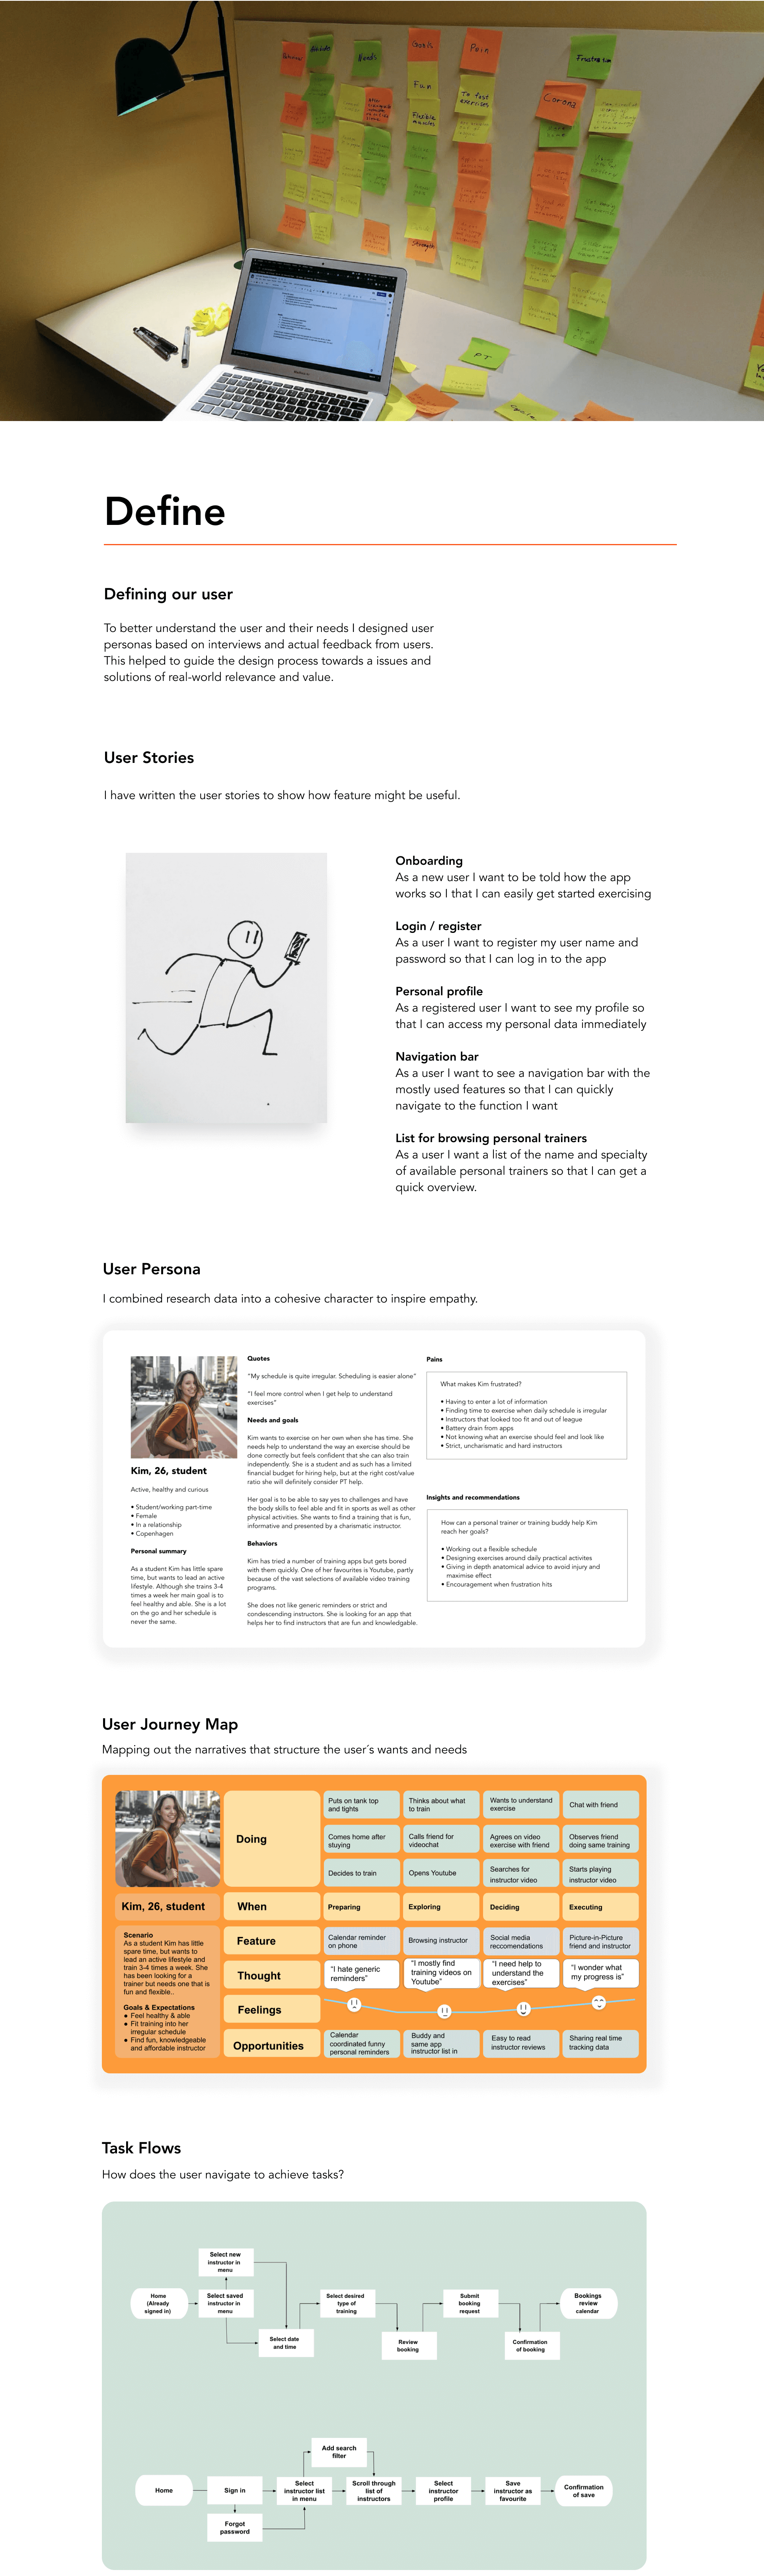 Needs
Goals
Pain
Frustration
Fun
Corona
To fast
exercises
Flexible
muscles
Strength
PT
Define
Defining our user
To better understand the user and their needs I designed user
personas based on interviews and actual feedback from users.
This helped to guide the design process towards a issues and
solutions of real-world relevance and value.
User Stories
I have written the user stories to show how feature might be useful.
Onboarding
As a new user I want to be told how the app
works so I that I can easily get started exercising
Login / register
As a user I want to register my user name and
password so that I can log in to the app
Personal profile
As a registered user I want to see my profile so
that I can access my personal data immediately
Navigation bar
As a user I want to see a navigation bar with the
mostly used features so that I can quickly
navigate to the function I want
List for browsing personal trainers
As a user I want a list of the name and specialty
of available personal trainers so that I can get a
quick overview.
User Persona
I combined research data into a cohesive character to inspire empathy.
Kim, 26, student
Active, healthy and curious
• Student/working part-time
• Female
• In a relationship
• Copenhagen
Personal summary
As a student Kim has little spare
time, but wants to lead an active
lifestyle. Although she trains 3-4
times a week her main goal is to
feel healthy and able. She is a lot
on the go and her schedule is
never the same.
Quotes
"My schedule is quite irregular. Scheduling is easier alone"
"I feel more control when I get help to understand
exercises"
Needs and goals
Kim wants to exercise on her own when she has time. She
needs help to understand the way an exercise should be
done correctly but feels confident that she can also train
independently. She is a student and as such has a limited
financial budget for hiring help, but at the right cost/value
ratio she will definitely consider PT help.
Her goal is to be able to say yes to challenges and have
the body skills to feel able and fit in sports as well as other
physical activities. She wants to find a training that is fun,
informative and presented by a charismatic instructor.
Behaviors
Kim has tried a number of training apps but gets bored
with them quickly. One of her favourites is Youtube, partly
because of the vast selections of available video training
programs.
She does not like generic reminders or strict and
condescending instructors. She is looking for an app that
helps her to find instructors that are fun and knowledgable.
Pains
What makes Kim frustrated?
• Having to enter a lot of information
• Finding time to exercise when daily schedule is irregular
• Instructors that looked too fit and out of league
• Battery drain from apps
• Not knowing what an exercise should feel and look like
• Strict, uncharismatic and hard instructors
Insights and recommendations
How can a personal trainer or training buddy help Kim
reach her goals?
• Working out a flexible schedule
• Designing exercises around daily practical activites
• Giving in depth anatomical advice to avoid injury and
maximise effect
• Encouragement when frustration hits
User Journey Map
Mapping out the narratives that structure the user´s wants and needs
Kim, 26, student
Scenario
As a student Kim has little
spare time, but wants to
lead an active lifestyle and
train 3-4 times a week. She
has been looking for a
trainer but needs one that is
fun and flexible..
Goals & Expectations
● Feel healthy & able
● Fit training into her
irregular schedule
● Find fun, knowledgeable
and affordable instructor
Doing
Puts on tank top
and tights
Thinks about what
to train
Wants to understand
exercise
Chat with friend
Comes home after
stuying
Calls friend for
videochat
Agrees on video
exercise with friend
Observes friend
doing same training
Decides to train
Opens Youtube
Searches for
instructor video
Starts playing
instructor video
When
Preparing
Exploring
Deciding
Executing
Feature
Calendar reminder
on phone
Browsing instructor
Social media
reccomendations
Picture-in-Picture
friend and instructor
Thought
"I hate generic
reminders"
"I mostly find
training videos on
Youtube"
"I need help to
understand the
exercises"
"I wonder what
my progress is"
Feelings
Opportunities
Calendar
coordinated funny
personal reminders
Buddy and
same app
instructor list in
Easy to read
instructor reviews
Sharing real time
tracking data
Task Flows
How does the user navigate to achieve tasks?
Select new
instructor in
menu
Home
(Already
signed in)
Select saved
instructor in
menu
Select date
and time
Select desired
type of
training
Review
booking
Submit
booking
request
Confirmation
of booking
Bookings
review
calendar
Add search
filter
Home
Sign in
Forgot
password
Select
instructor list
in menu
Scroll through
list of
instructors
Select
instructor
profile
Save
instructor as
favourite
Confirmation
of save